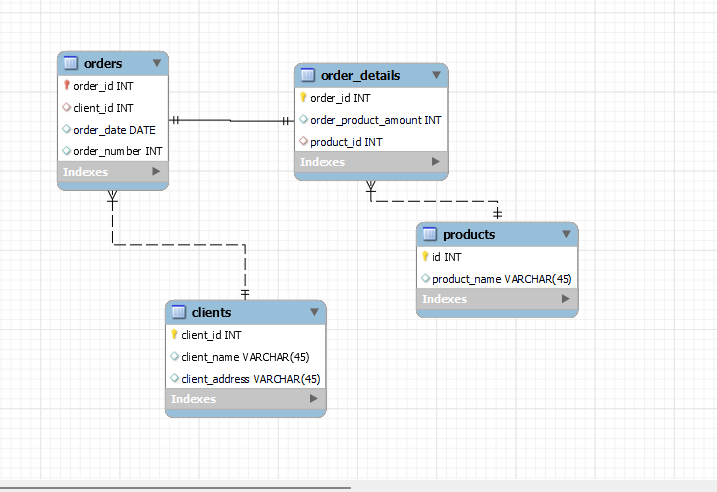 orders
order_id INT
client_id INT
order_date DATE
order_number INT
Indexes
order_details
order_id INT
order_product_amount INT
product_id INT
Indexes
products
id INT
product_name VARCHAR(45)
Indexes
clients
client_id INT
client_name VARCHAR(45)
client_address VARCHAR(45)
Indexes